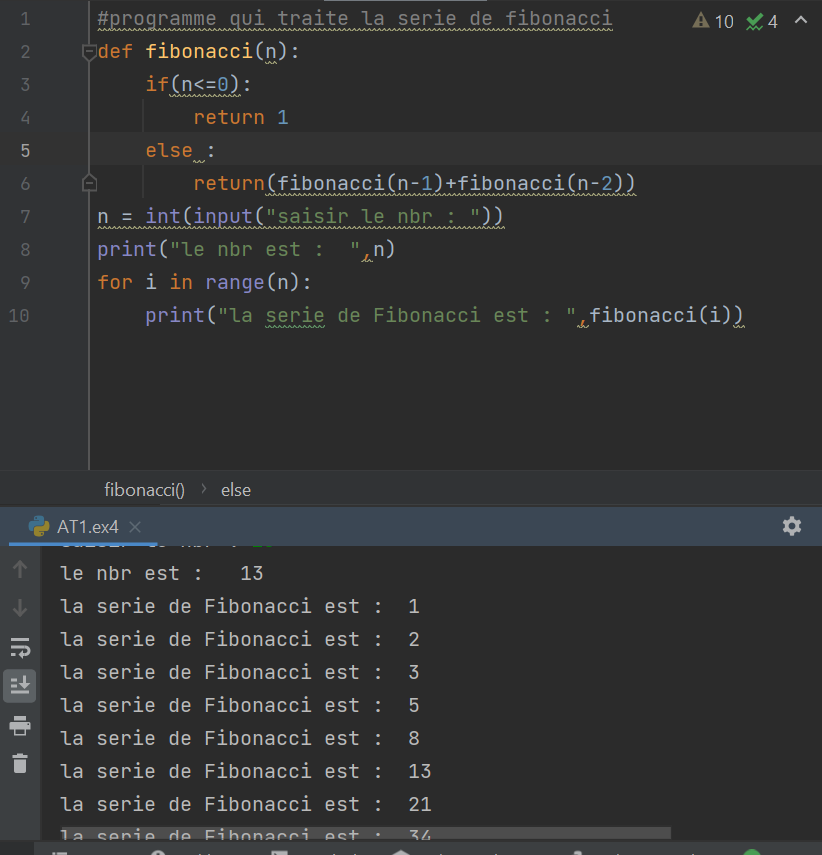 1 #programme qui traite la serie de fibonacci 10 4
2 def fibonacci(n):
3 if(n<=0):
4 return 1
5 else :
6 return(fibonacci(n-1)+fibonacci(n-2))
7 n = int(input("saisir le nbr : "))
8 print("le nbr est :  ",n)
9 for i in range(n):
10 print("la serie de Fibonacci est : ",fibonacci(i))
fibonacci() › else
AT1.ex4
le nbr est :   13
la serie de Fibonacci est :  1
la serie de Fibonacci est :  2
la serie de Fibonacci est :  3
la serie de Fibonacci est :  5
la serie de Fibonacci est :  8
la serie de Fibonacci est :  13
la serie de Fibonacci est :  21
la serie de Fibonacci est :  34